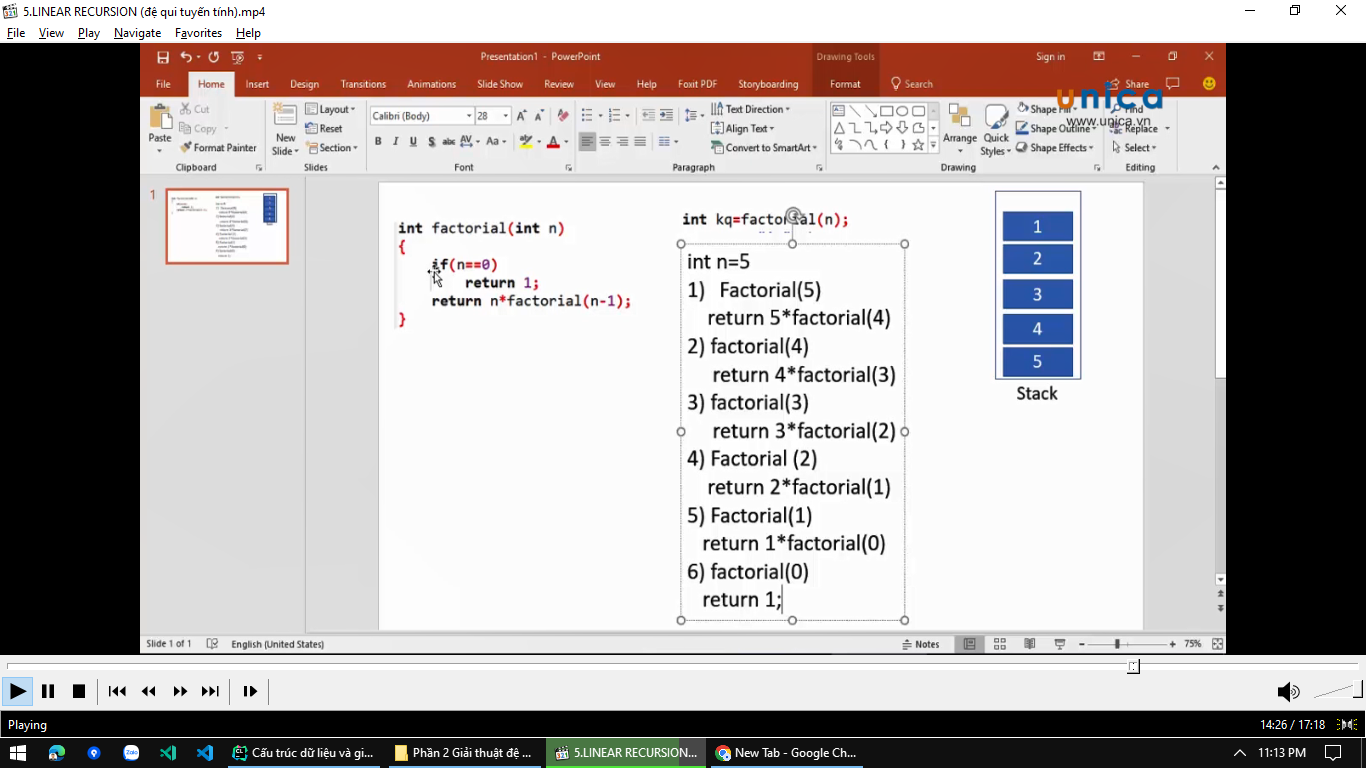 5.LINEAR RECURSION (đệ qui tuyến tính).mp4
File View Play Navigate Favorites Help
Presentation1 - PowerPoint
Drawing Tools
Sign in
File Home Insert Design Transitions Animations Slide Show Review View Help Foxit PDF Storyboarding Format Search Share
unica
www.unica.vn
Paste
Cut
Copy
Format Painter
Clipboard
New Slide
Layout
Reset
Section
Slides
Calibri (Body) 28
B I U S abc AV Aa A
Font
Text Direction
Align Text
Convert to SmartArt
Paragraph
Arrange
Quick Styles
Shape Fill
Shape Outline
Shape Effects
Drawing
Find
Replace
Select
Editing
1
int factorial(int n)
{
if(n==0)
return 1;
return n*factorial(n-1);
}
int kq=factorial(n);
int n=5
1) Factorial(5)
return 5*factorial(4)
2) factorial(4)
return 4*factorial(3)
3) factorial(3)
return 3*factorial(2)
4) Factorial (2)
return 2*factorial(1)
5) Factorial(1)
return 1*factorial(0)
6) factorial(0)
return 1;
1
2
3
4
5
Stack
Slide 1 of 1
English (United States)
Notes
75%
Playing
14:26 / 17:18
Cấu trúc dữ liệu và gi...
Phần 2 Giải thuật đệ ...
5.LINEAR RECURSION...
New Tab - Google Ch...
11:13 PM